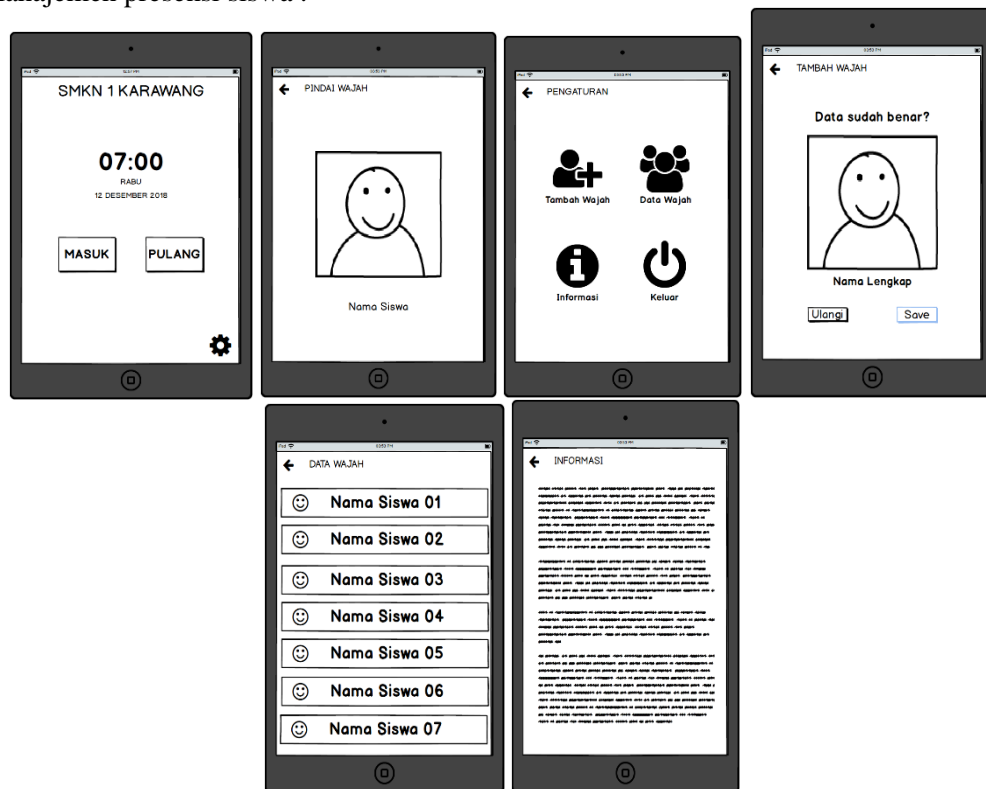 presensi siswa .
SMKN 1 KARAWANG
07:00
RABU
12 DESEMBER 2018
MASUK
PULANG
PINDAI WAJAH
Nama Siswa
PENGATURAN
Tambah Wajah
Data Wajah
Informasi
Keluar
TAMBAH WAJAH
Data sudah benar?
Nama Lengkap
Ulangi
Save
DATA WAJAH
Nama Siswa 01
Nama Siswa 02
Nama Siswa 03
Nama Siswa 04
Nama Siswa 05
Nama Siswa 06
Nama Siswa 07
INFORMASI